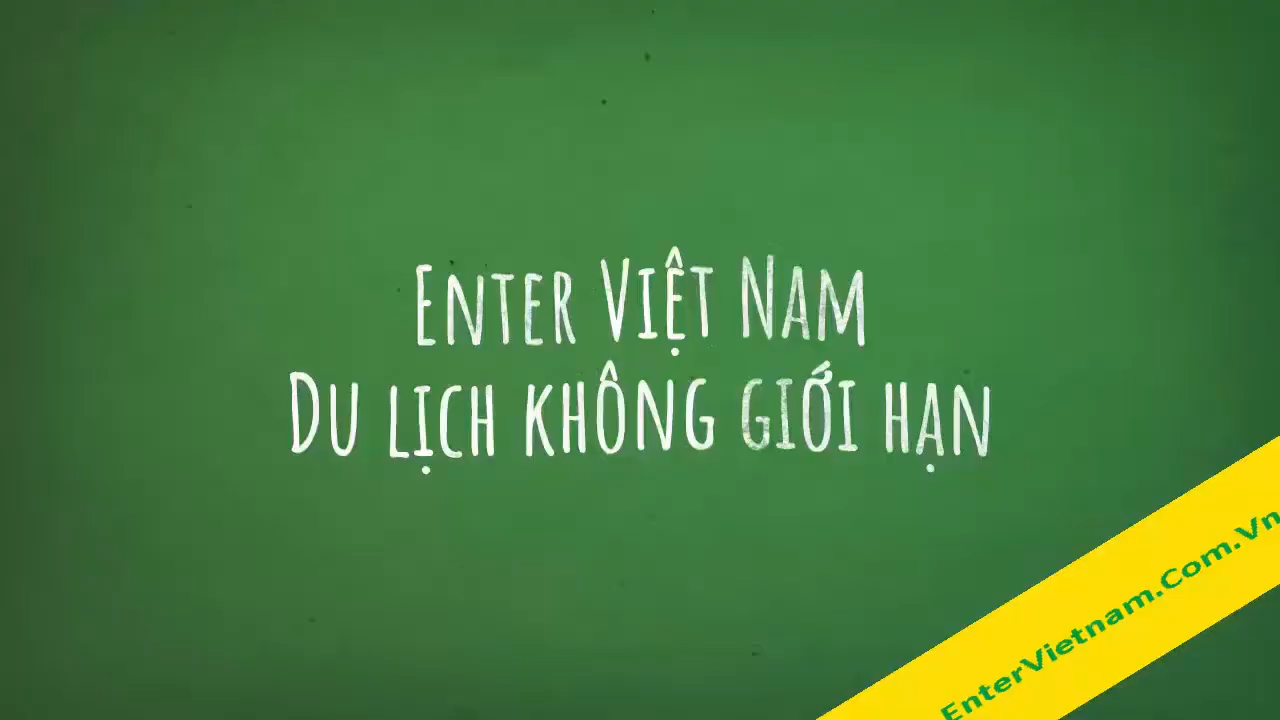 Enter Việt Nam
Du lịch không giới hạn
EnterVietnam.Com.Vn